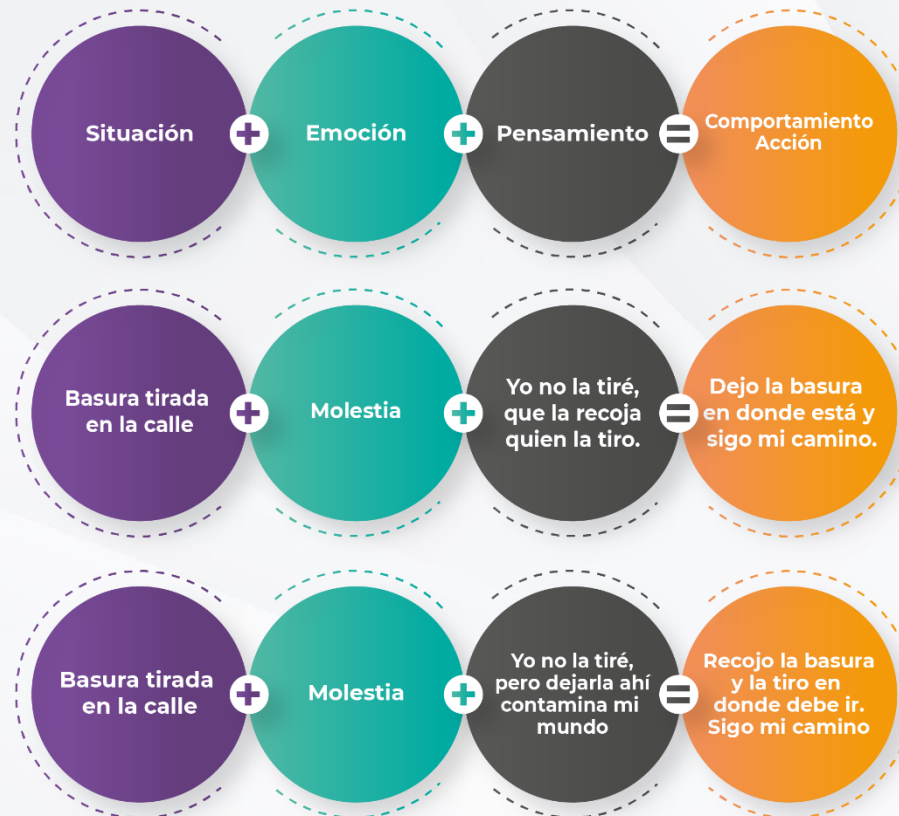 Situación
+
Emoción
+
Pensamiento
=
Comportamiento
Acción
Basura tirada
en la calle
+
Molestia
+
Yo no la tiré,
que la recoja
quien la tiro.
=
Dejo la basura
en donde está y
sigo mi camino.
Basura tirada
en la calle
+
Molestia
+
Yo no la tiré,
pero dejarla ahí
contamina mi
mundo
=
Recojo la basura
y la tiro en
donde debe ir.
Sigo mi camino